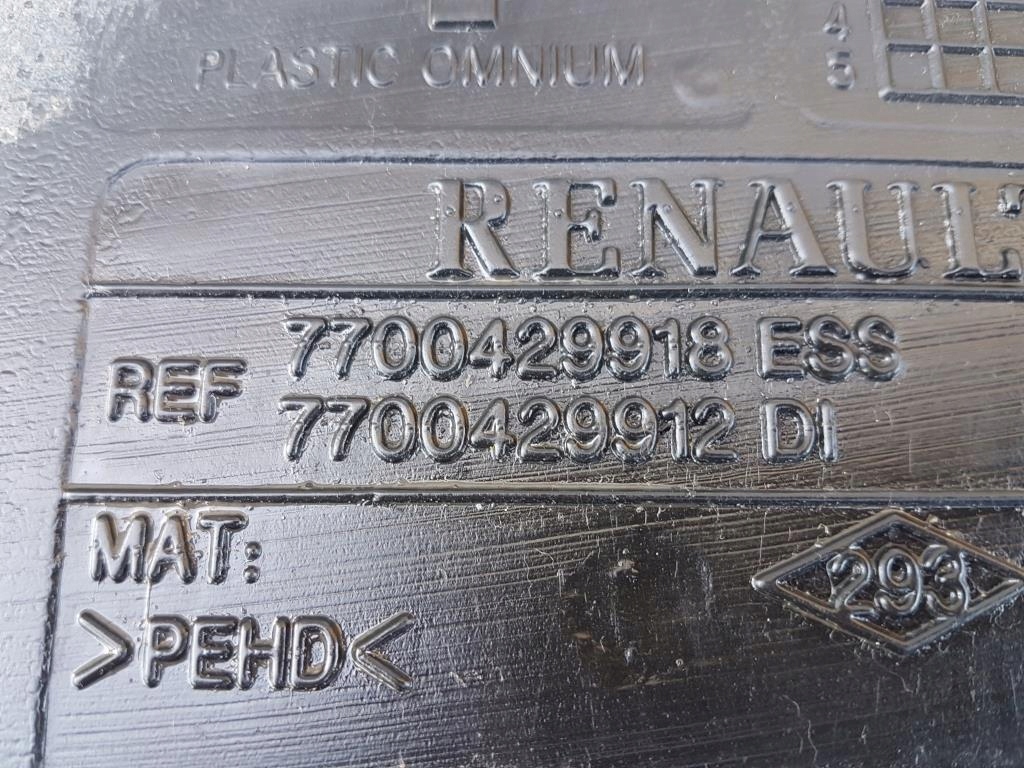 4
PLASTIC OMNIUM 5
RENAULT
7700429918 ESS
REF
7700429912 DI
MAT:
293
>PEHD<